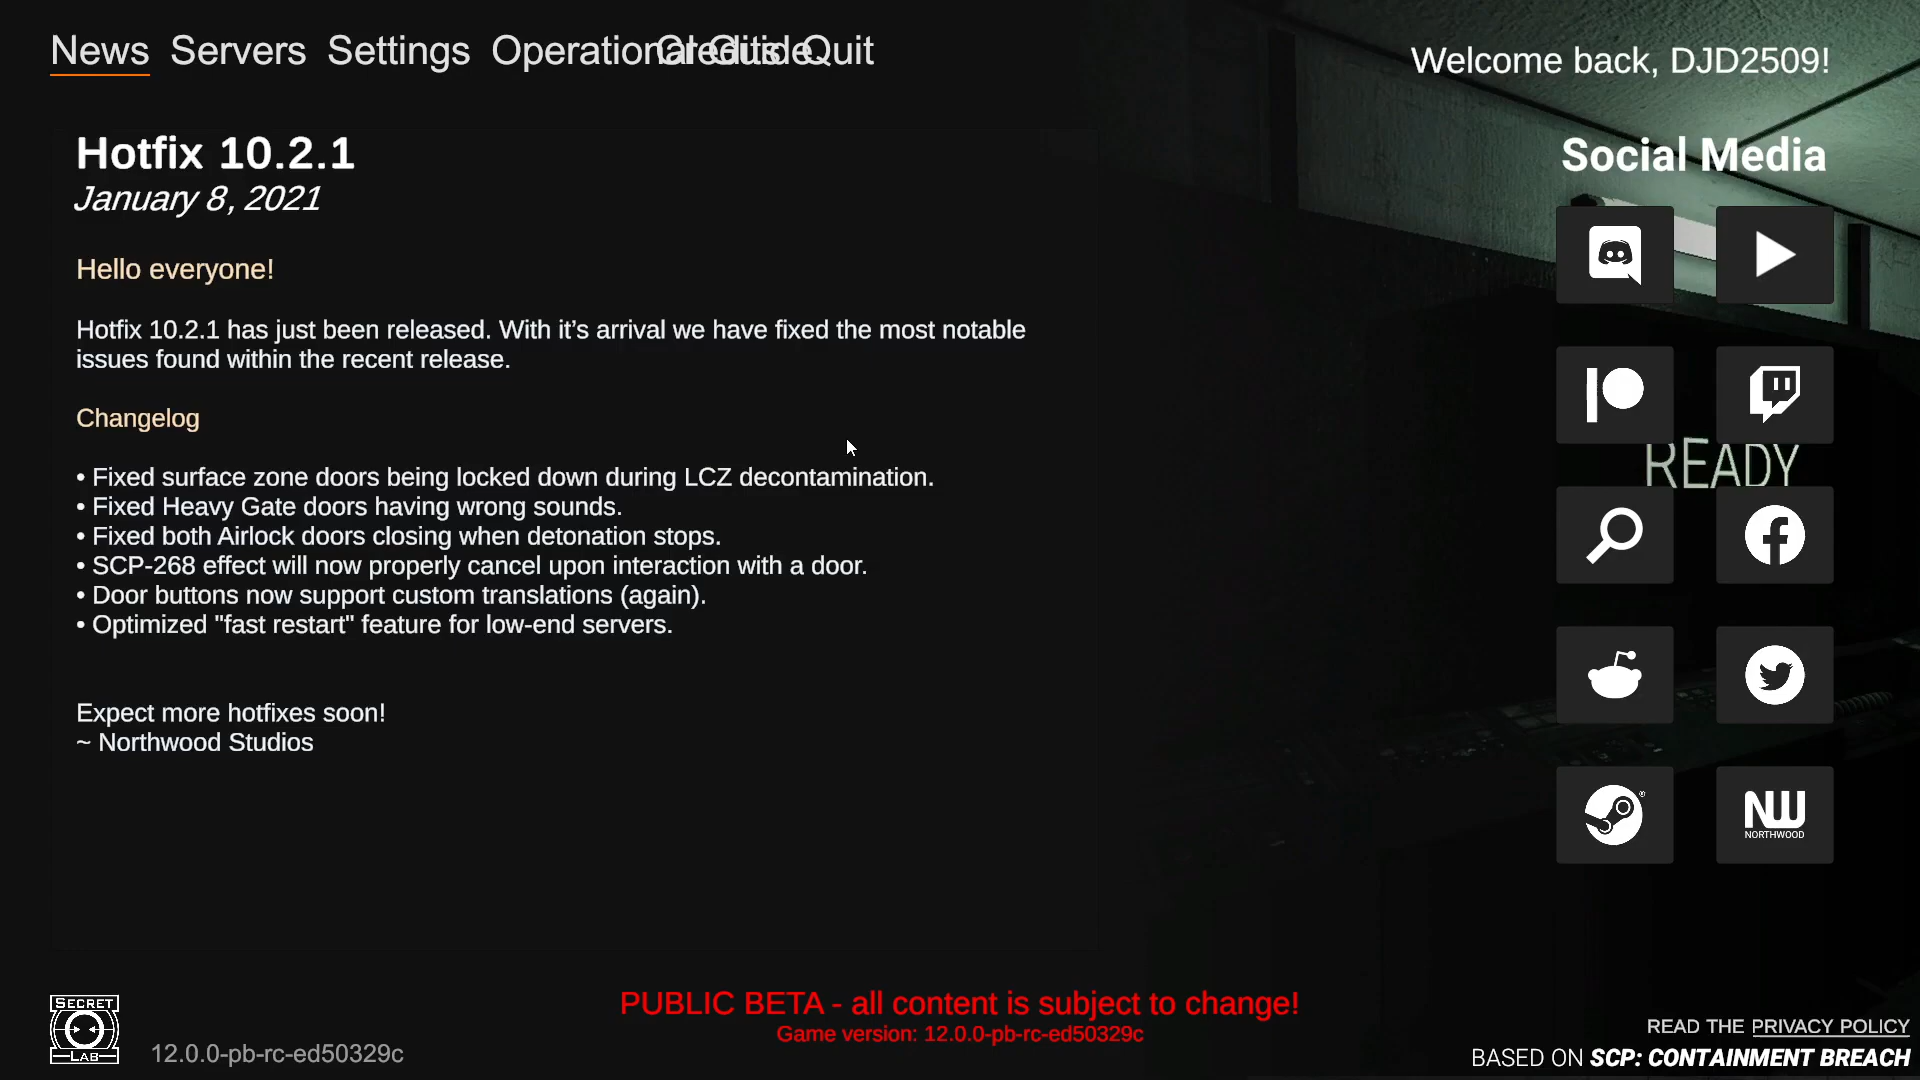 News Servers Settings Operational Guide Credits Quit
Welcome back, DJD2509!
Hotfix 10.2.1
January 8, 2021
Hello everyone!
Hotfix 10.2.1 has just been released. With it’s arrival we have fixed the most notable
issues found within the recent release.
Changelog
• Fixed surface zone doors being locked down during LCZ decontamination.
• Fixed Heavy Gate doors having wrong sounds.
• Fixed both Airlock doors closing when detonation stops.
• SCP-268 effect will now properly cancel upon interaction with a door.
• Door buttons now support custom translations (again).
• Optimized "fast restart" feature for low-end servers.
Expect more hotfixes soon!
~ Northwood Studios
Social Media
READY
NW
NORTHWOOD
PUBLIC BETA - all content is subject to change!
Game version: 12.0.0-pb-rc-ed50329c
SECRET
LAB
12.0.0-pb-rc-ed50329c
READ THE PRIVACY POLICY
BASED ON SCP: CONTAINMENT BREACH